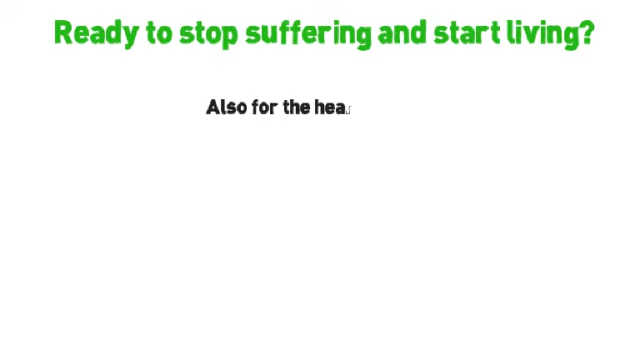 Ready to stop suffering and start living?
Also for the hea